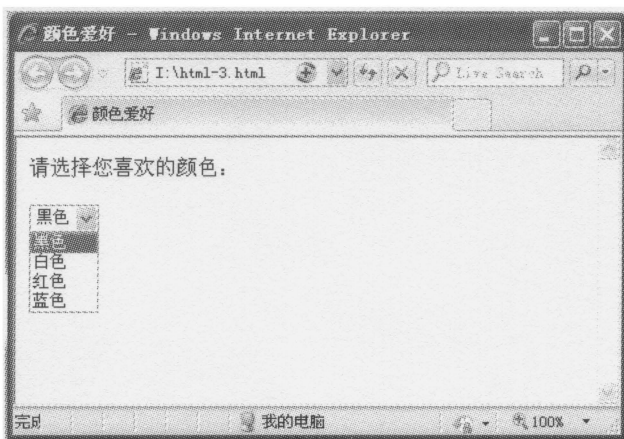 颜色爱好 - Windows Internet Explorer
I:\html-3.html
Live Search
颜色爱好
请选择您喜欢的颜色：
黑色
黑色
白色
红色
蓝色
完成
我的电脑
100%